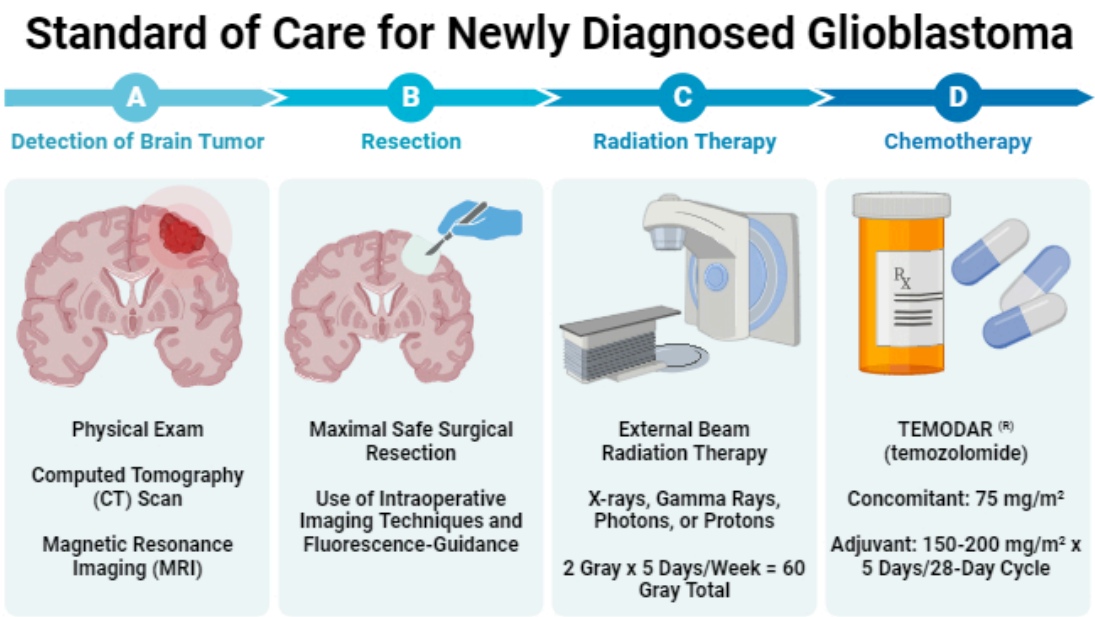 Standard of Care for Newly Diagnosed Glioblastoma
A
Detection of Brain Tumor
Physical Exam
Computed Tomography
(CT) Scan
Magnetic Resonance
Imaging (MRI)
B
Resection
Maximal Safe Surgical
Resection
Use of Intraoperative
Imaging Techniques and
Fluorescence-Guidance
C
Radiation Therapy
External Beam
Radiation Therapy
X-rays, Gamma Rays,
Photons, or Protons
2 Gray x 5 Days/Week = 60
Gray Total
D
Chemotherapy
Rx
TEMODAR (R)
(temozolomide)
Concomitant: 75 mg/m²
Adjuvant: 150-200 mg/m² x
5 Days/28-Day Cycle